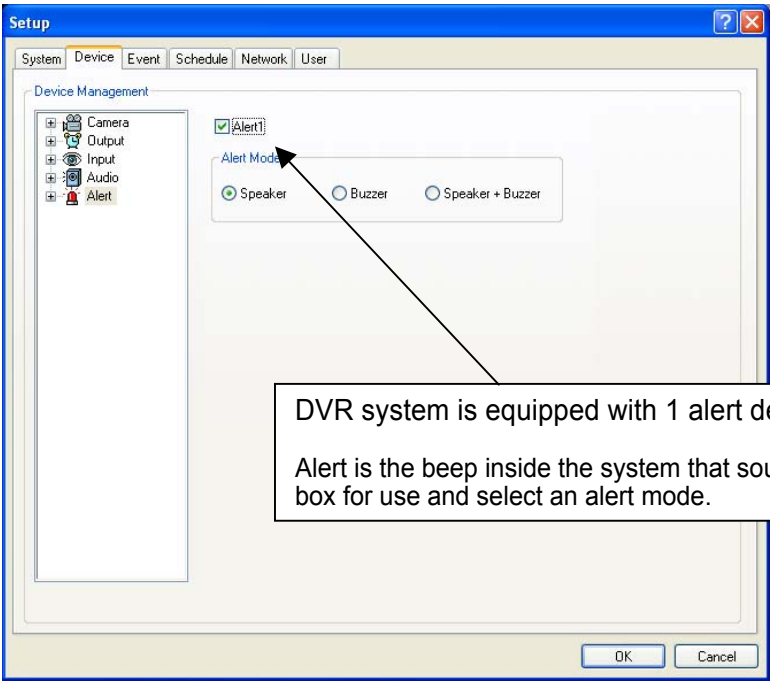 Setup
System Device Event Schedule Network User
Device Management
Camera
Output
Input
Audio
Alert
Alert1
Alert Mode
Speaker Buzzer Speaker + Buzzer
DVR system is equipped with 1 alert
Alert is the beep inside the system that
box for use and select an alert mode.
OK Cancel